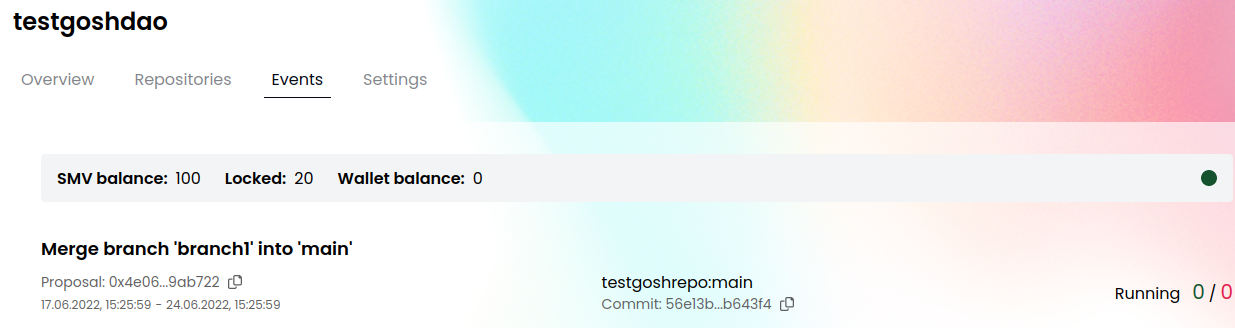 testgoshdao
Overview Repositories Events Settings
SMV balance: 100 Locked: 20 Wallet balance: 0
Merge branch 'branch1' into 'main'
Proposal: 0x4e06...9ab722
17.06.2022, 15:25:59 - 24.06.2022, 15:25:59
testgoshrepo:main
Commit: 56e13b...b643f4
Running 0 / 0